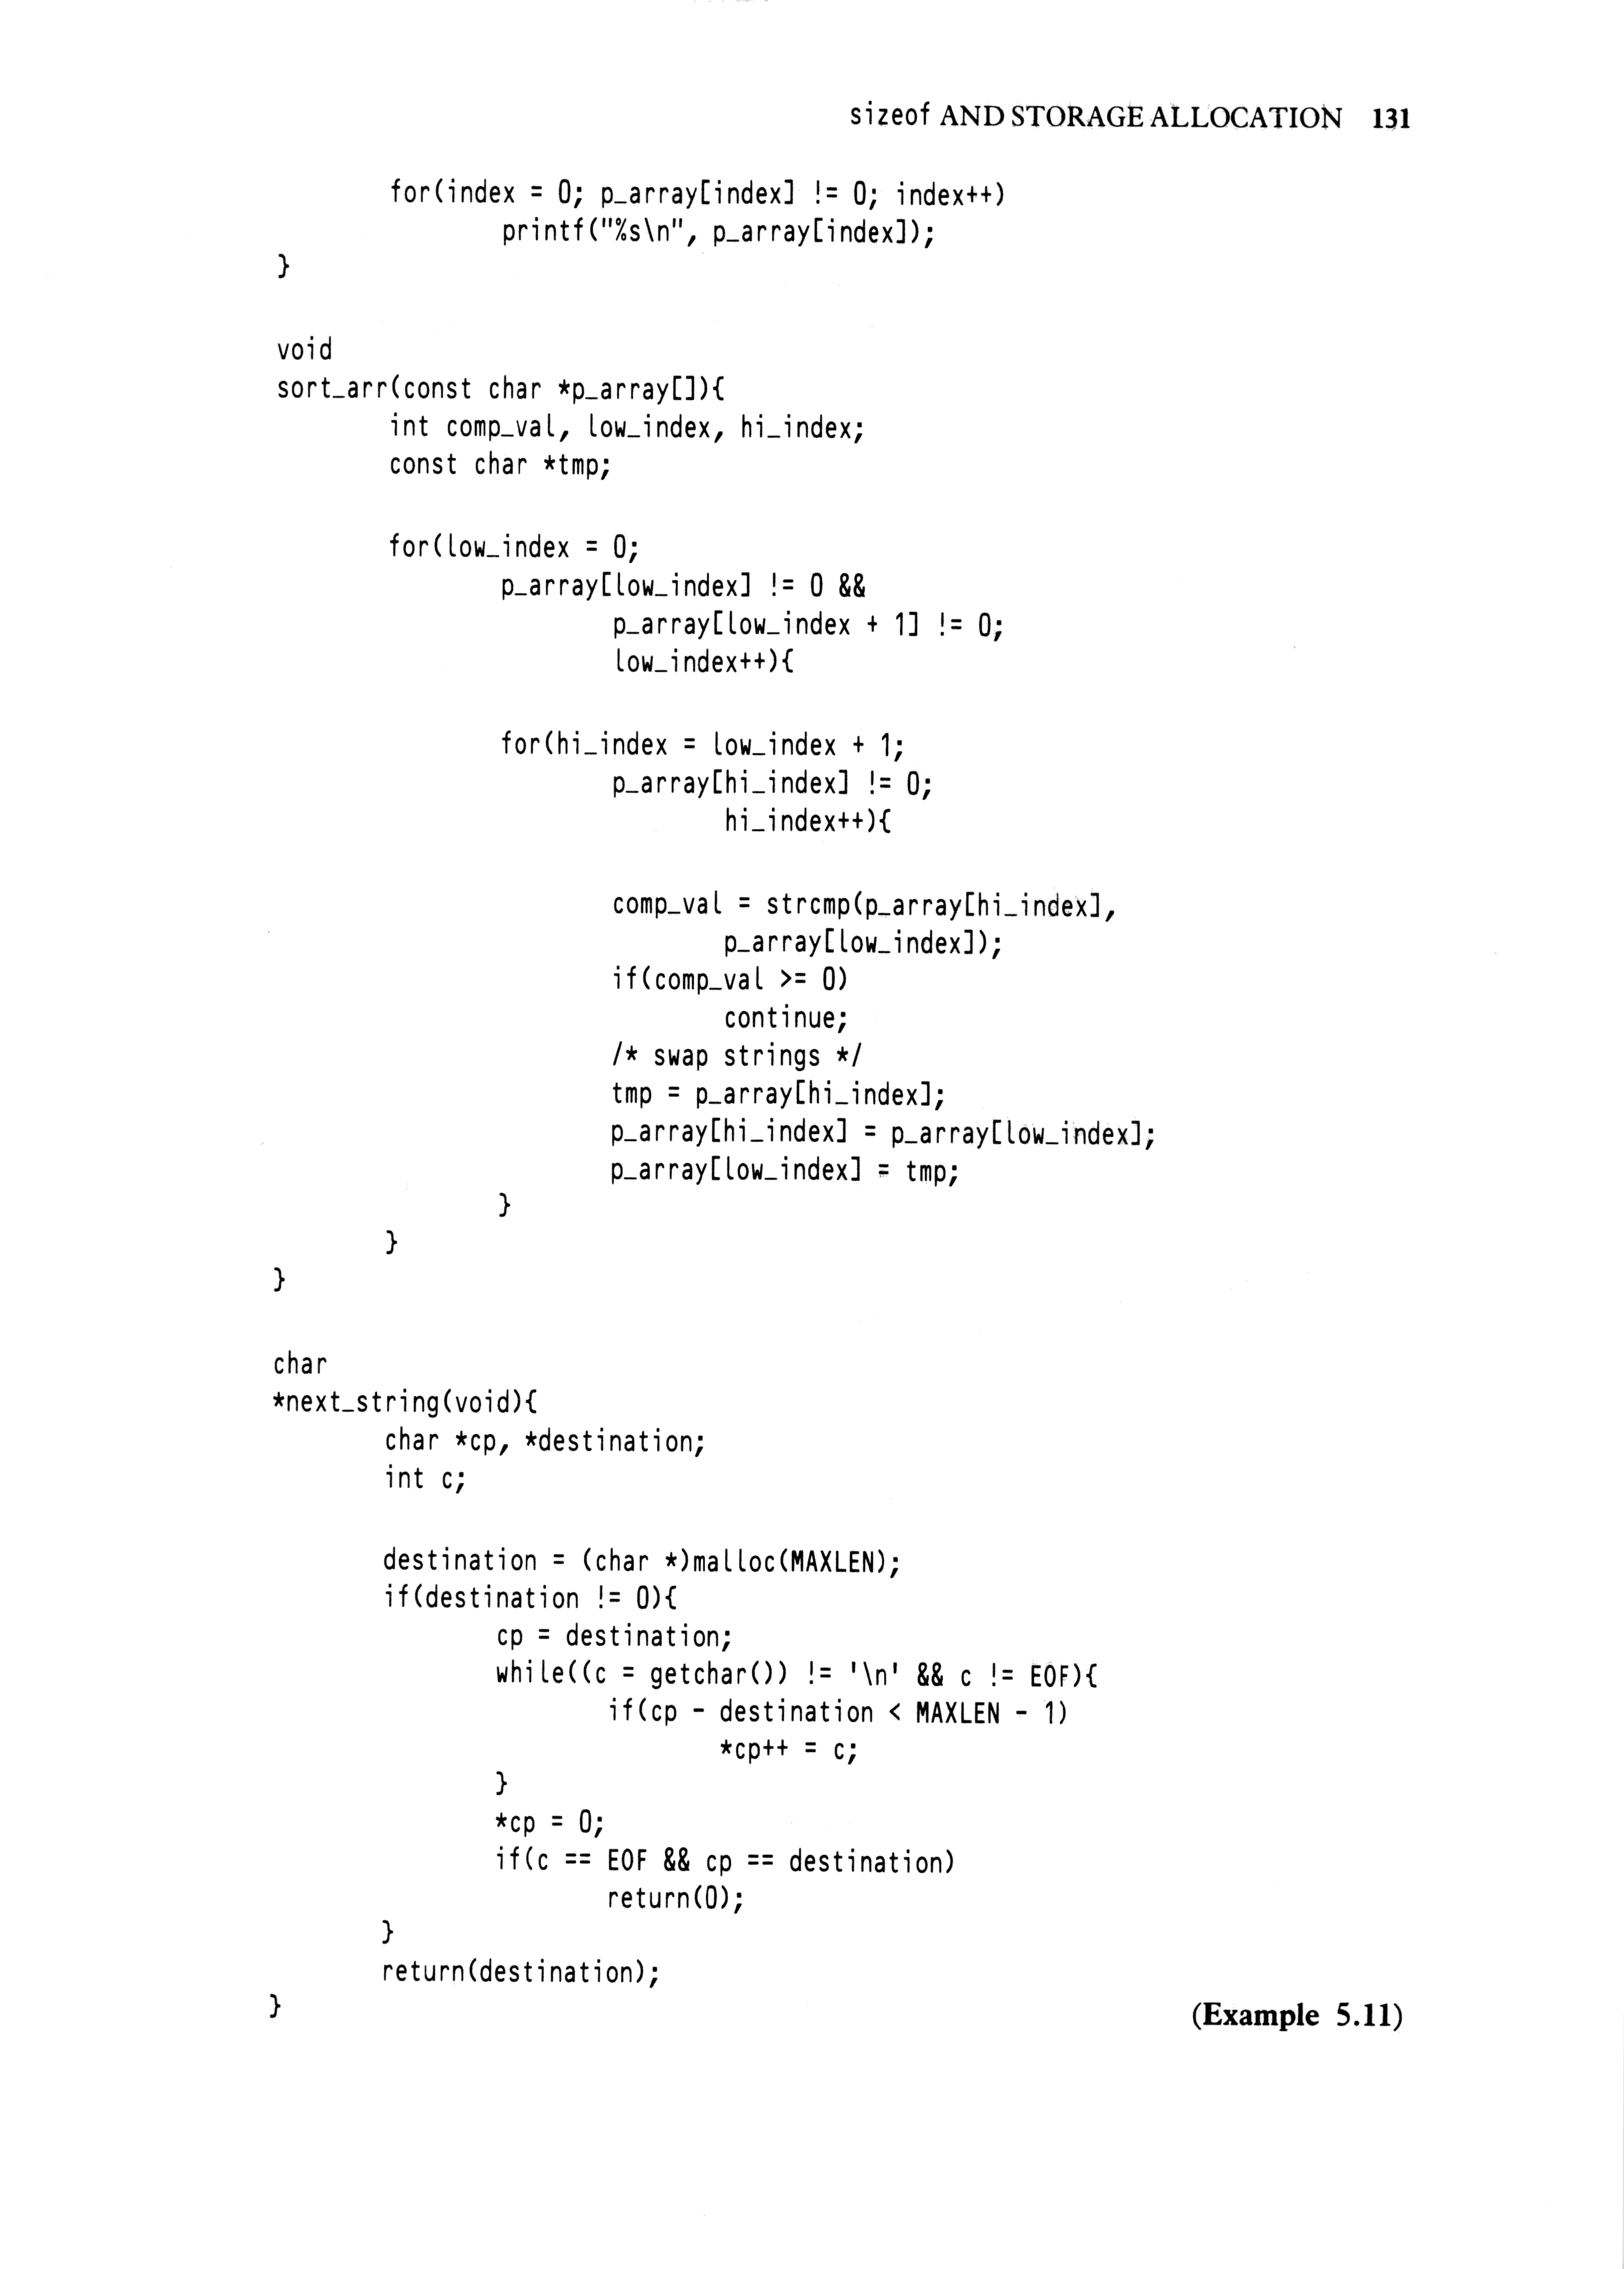 sizeof AND STORAGE ALLOCATION 131
for(index = 0; p_array[index] != 0; index++)
printf("%s\n", p_array[index]);
}
void
sort_arr(const char *p_array[]){
int comp_val, low_index, hi_index;
const char *tmp;
for(low_index = 0;
p_array[low_index] != 0 &&
p_array[low_index + 1] != 0;
low_index++){
for(hi_index = low_index + 1;
p_array[hi_index] != 0;
hi_index++){
comp_val = strcmp(p_array[hi_index],
p_array[low_index]);
if(comp_val >= 0)
continue;
/* swap strings */
tmp = p_array[hi_index];
p_array[hi_index] = p_array[low_index];
p_array[low_index] = tmp;
}
}
}
char
*next_string(void){
char *cp, *destination;
int c;
destination = (char *)malloc(MAXLEN);
if(destination != 0){
cp = destination;
while((c = getchar()) != '\n' && c != EOF){
if(cp - destination < MAXLEN - 1)
*cp++ = c;
}
*cp = 0;
if(c == EOF && cp == destination)
return(0);
}
return(destination);
}
(Example 5.11)